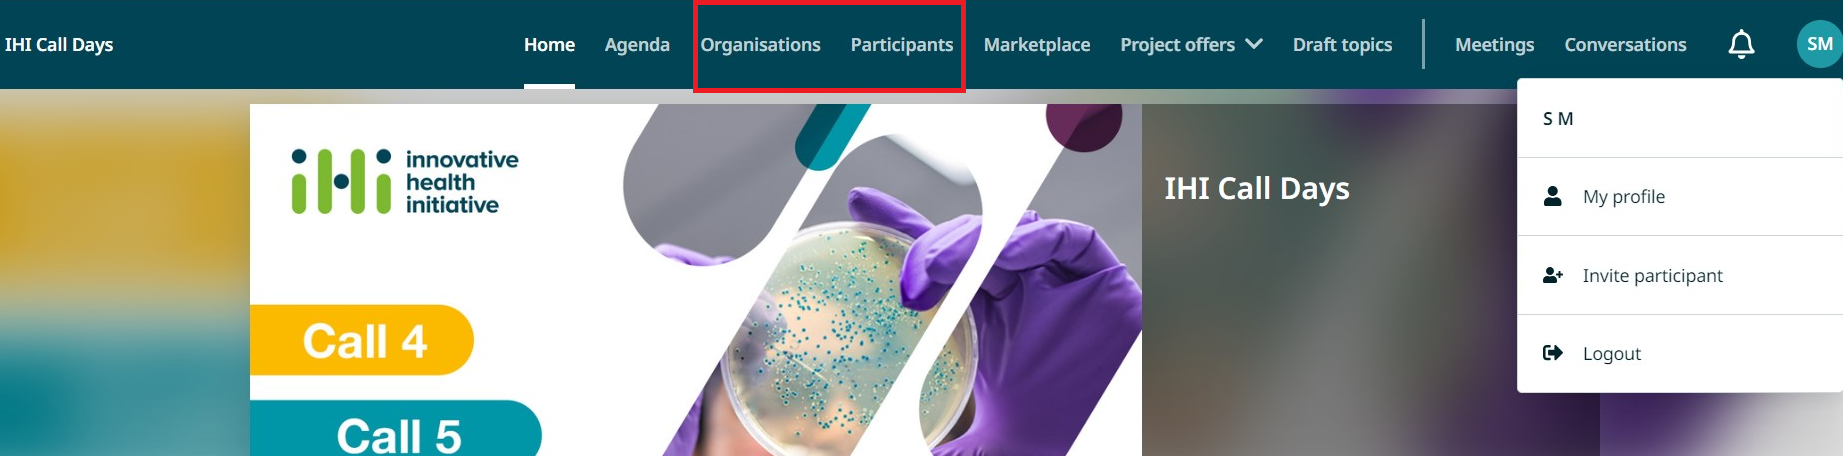 IHI Call Days Home Agenda Organisations Participants Marketplace Project offers Draft topics Meetings Conversations SM
S M
My profile
Invite participant
Logout
iHi innovative
health
initiative
IHI Call Days
Call 4
Call 5